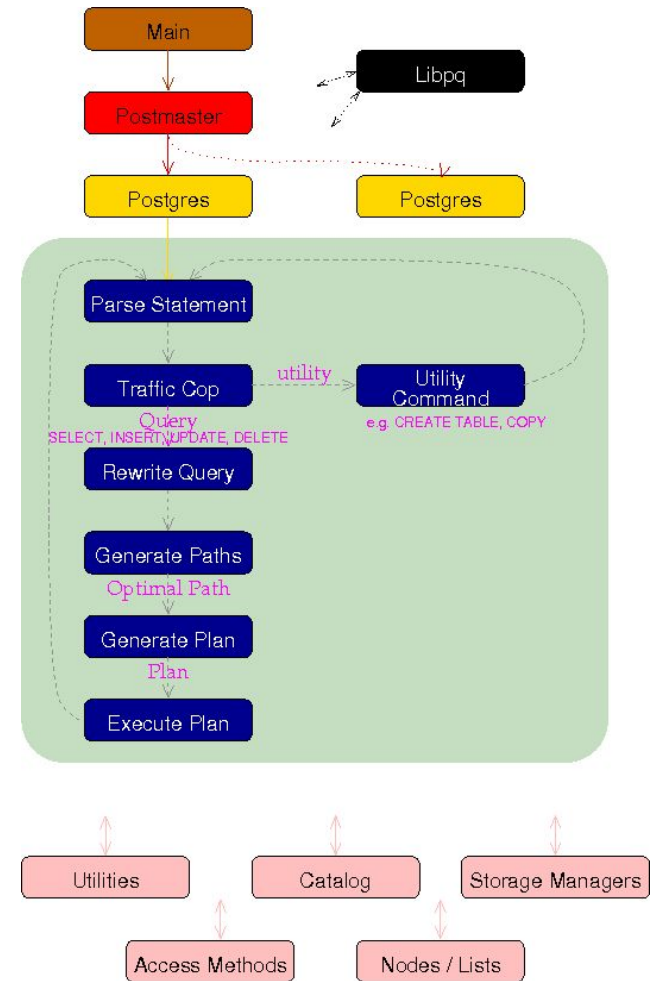 Main
Libpq
Postmaster
Postgres
Postgres
Parse Statement
Traffic Cop
utility
Utility
Command
Query
SELECT, INSERT, UPDATE, DELETE
e.g. CREATE TABLE, COPY
Rewrite Query
Generate Paths
Optimal Path
Generate Plan
Plan
Execute Plan
Utilities
Catalog
Storage Managers
Access Methods
Nodes / Lists